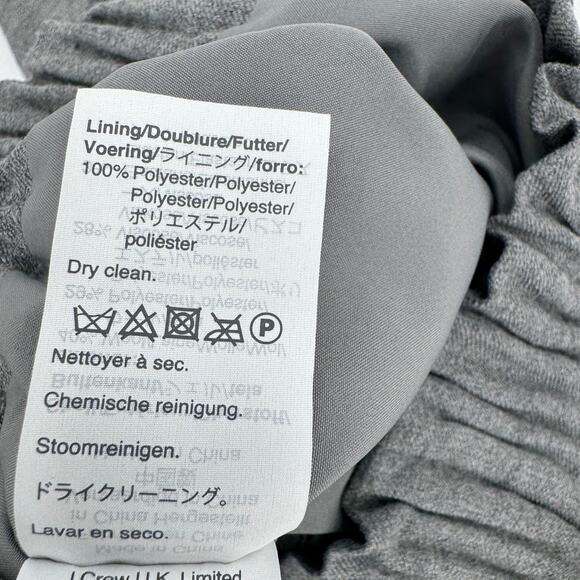 Lining/Doublure/Futter/
Voering/ライニング/forro:
100% Polyester/Polyester/
Polyester/Polyester/
ポリエステル/
poliéster
Dry clean.
P
Nettoyer à sec.
Chemische reinigung.
Stoomreinigen.
ドライクリーニング。
Lavar en seco.
J.Crew U.K. Limited